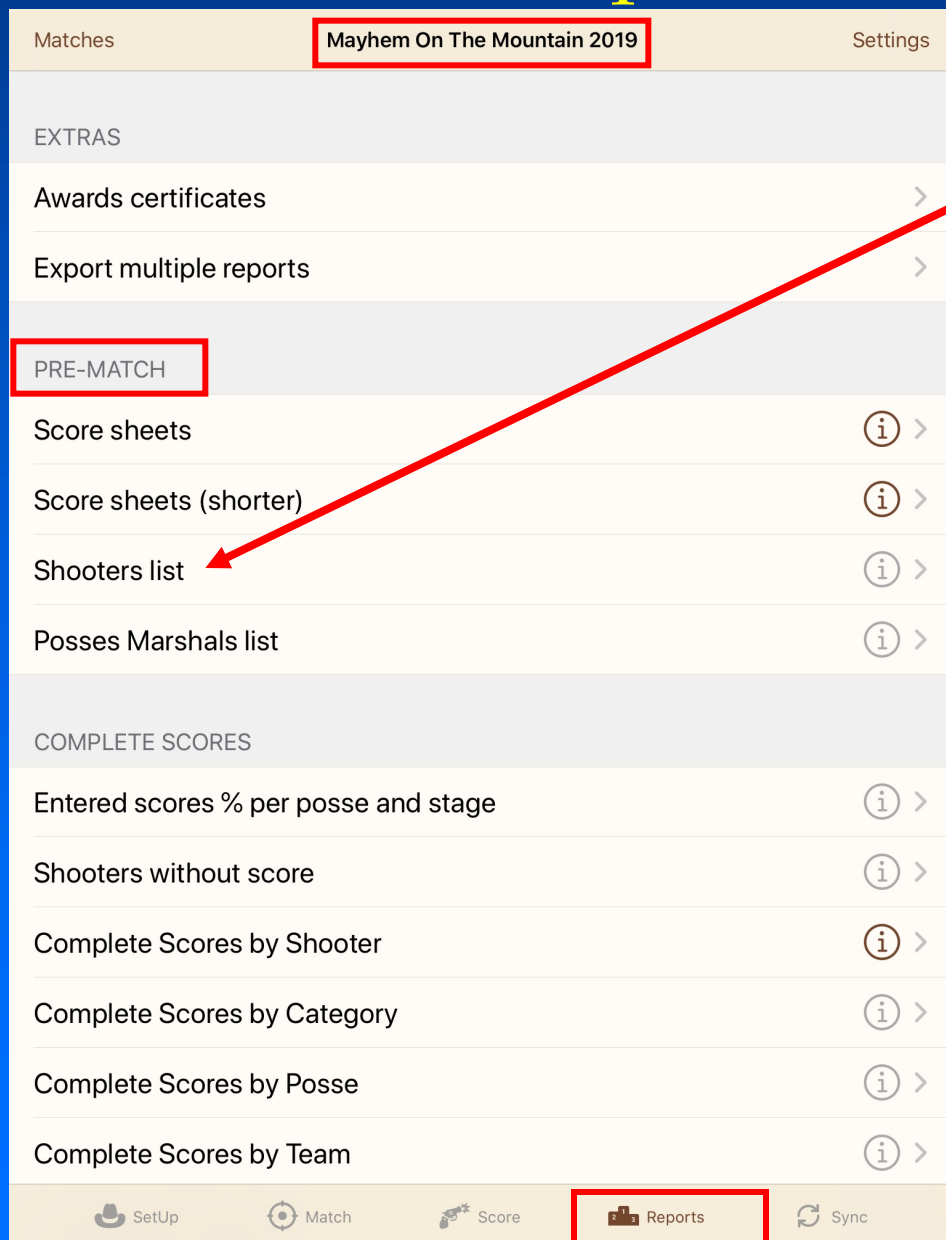 Matches Mayhem On The Mountain 2019 Settings
EXTRAS
Awards certificates
Export multiple reports
PRE-MATCH
Score sheets
Score sheets (shorter)
Shooters list
Posses Marshals list
COMPLETE SCORES
Entered scores % per posse and stage
Shooters without score
Complete Scores by Shooter
Complete Scores by Category
Complete Scores by Posse
Complete Scores by Team
SetUp Match Score Reports Sync